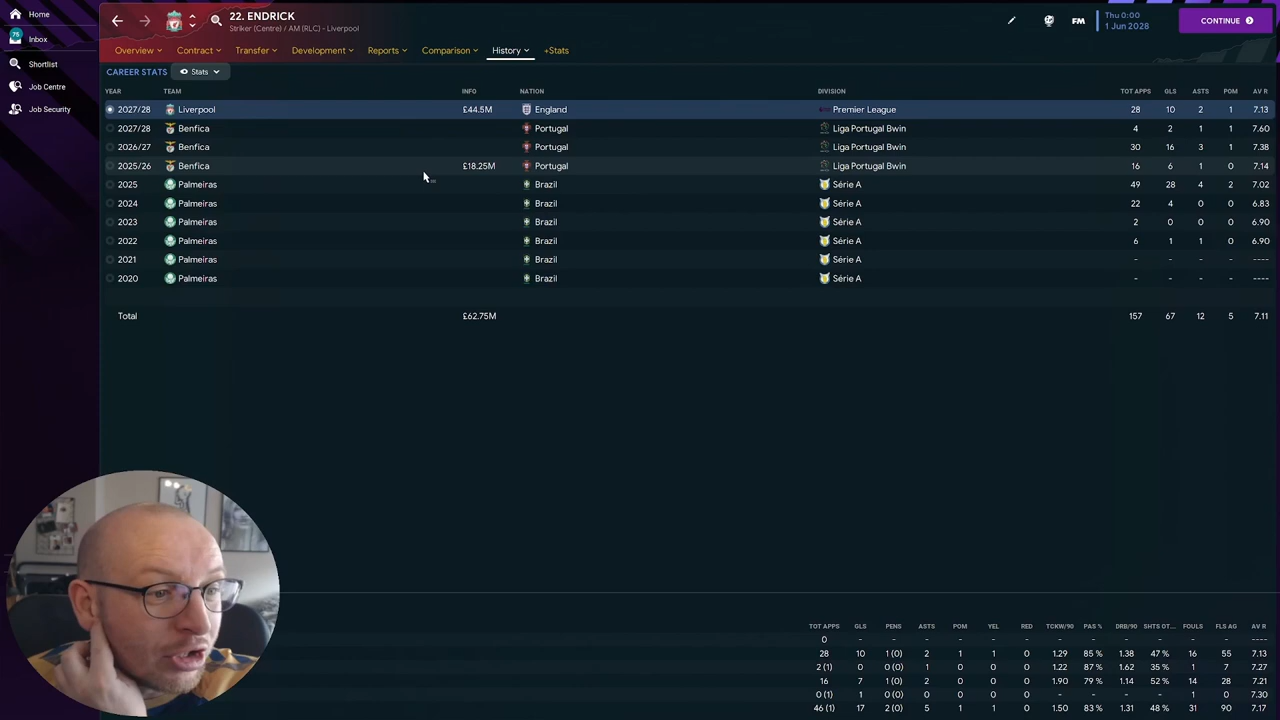 Home
75
Inbox
Shortlist
Job Centre
Job Security
22. ENDRICK
Striker (Centre) / AM (RLC) - Liverpool
FM
Thu 0:00
1 Jun 2028
CONTINUE
Overview Contract Transfer Development Reports Comparison History +Stats
CAREER STATS Stats
YEAR TEAM INFO NATION DIVISION TOT APPS GLS ASTS POM AV R
2027/28 Liverpool £44.5M England Premier League 28 10 2 1 7.13
2027/28 Benfica Portugal Liga Portugal Bwin 4 2 1 1 7.60
2026/27 Benfica Portugal Liga Portugal Bwin 30 16 3 1 7.38
2025/26 Benfica £18.25M Portugal Liga Portugal Bwin 16 6 1 0 7.14
2025 Palmeiras Brazil Série A 49 28 4 2 7.02
2024 Palmeiras Brazil Série A 22 4 0 0 6.83
2023 Palmeiras Brazil Série A 2 0 0 0 6.90
2022 Palmeiras Brazil Série A 6 1 1 0 6.90
2021 Palmeiras Brazil Série A - - - - ----
2020 Palmeiras Brazil Série A - - - - ----
Total £62.75M 157 67 12 5 7.11
TOT APPS GLS PENS ASTS POM YEL RED TCKW/90 PAS % DRB/90 SHTS OT... FOULS FLS AG AV R
0 - - - - - - - - - - - - ----
28 10 1 (0) 2 1 1 0 1.29 85 % 1.38 47 % 16 55 7.13
2 (1) 0 0 (0) 1 0 0 0 1.22 87 % 1.62 35 % 1 7 7.27
16 7 1 (0) 2 0 0 0 1.90 79 % 1.14 52 % 14 28 7.21
0 (1) 0 0 (0) 0 0 0 0 - - - - 1 0 7.30
46 (1) 17 2 (0) 5 1 1 0 1.50 83 % 1.31 48 % 31 90 7.17